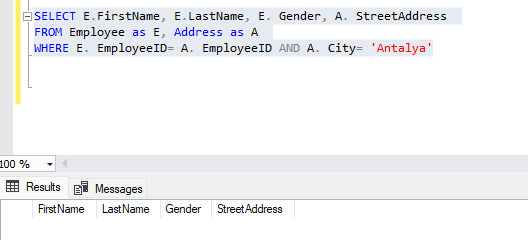 SELECT E.FirstName, E.LastName, E. Gender, A. StreetAddress
FROM Employee as E, Address as A
WHERE E. EmployeeID= A. EmployeeID AND A. City= 'Antalya'
100 %
Results Messages
FirstName LastName Gender StreetAddress